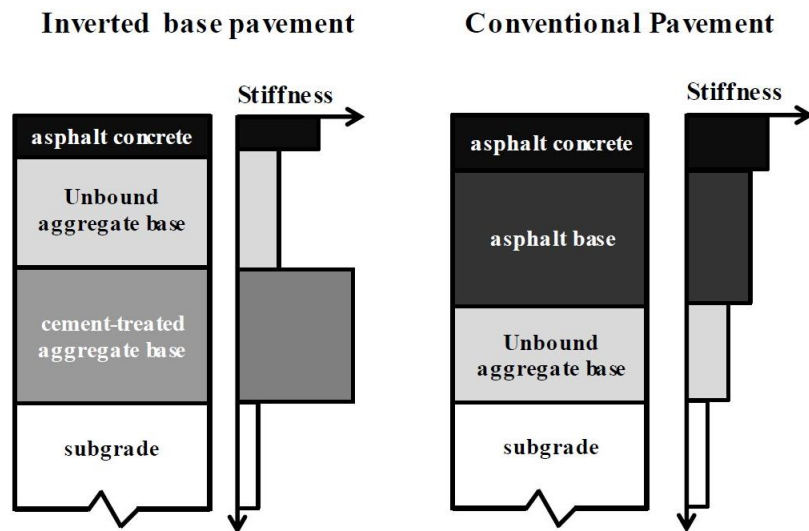 Inverted base pavement
Stiffness
asphalt concrete
Unbound
aggregate base
cement-treated
aggregate base
subgrade
Conventional Pavement
Stiffness
asphalt concrete
asphalt base
Unbound
aggregate base
subgrade